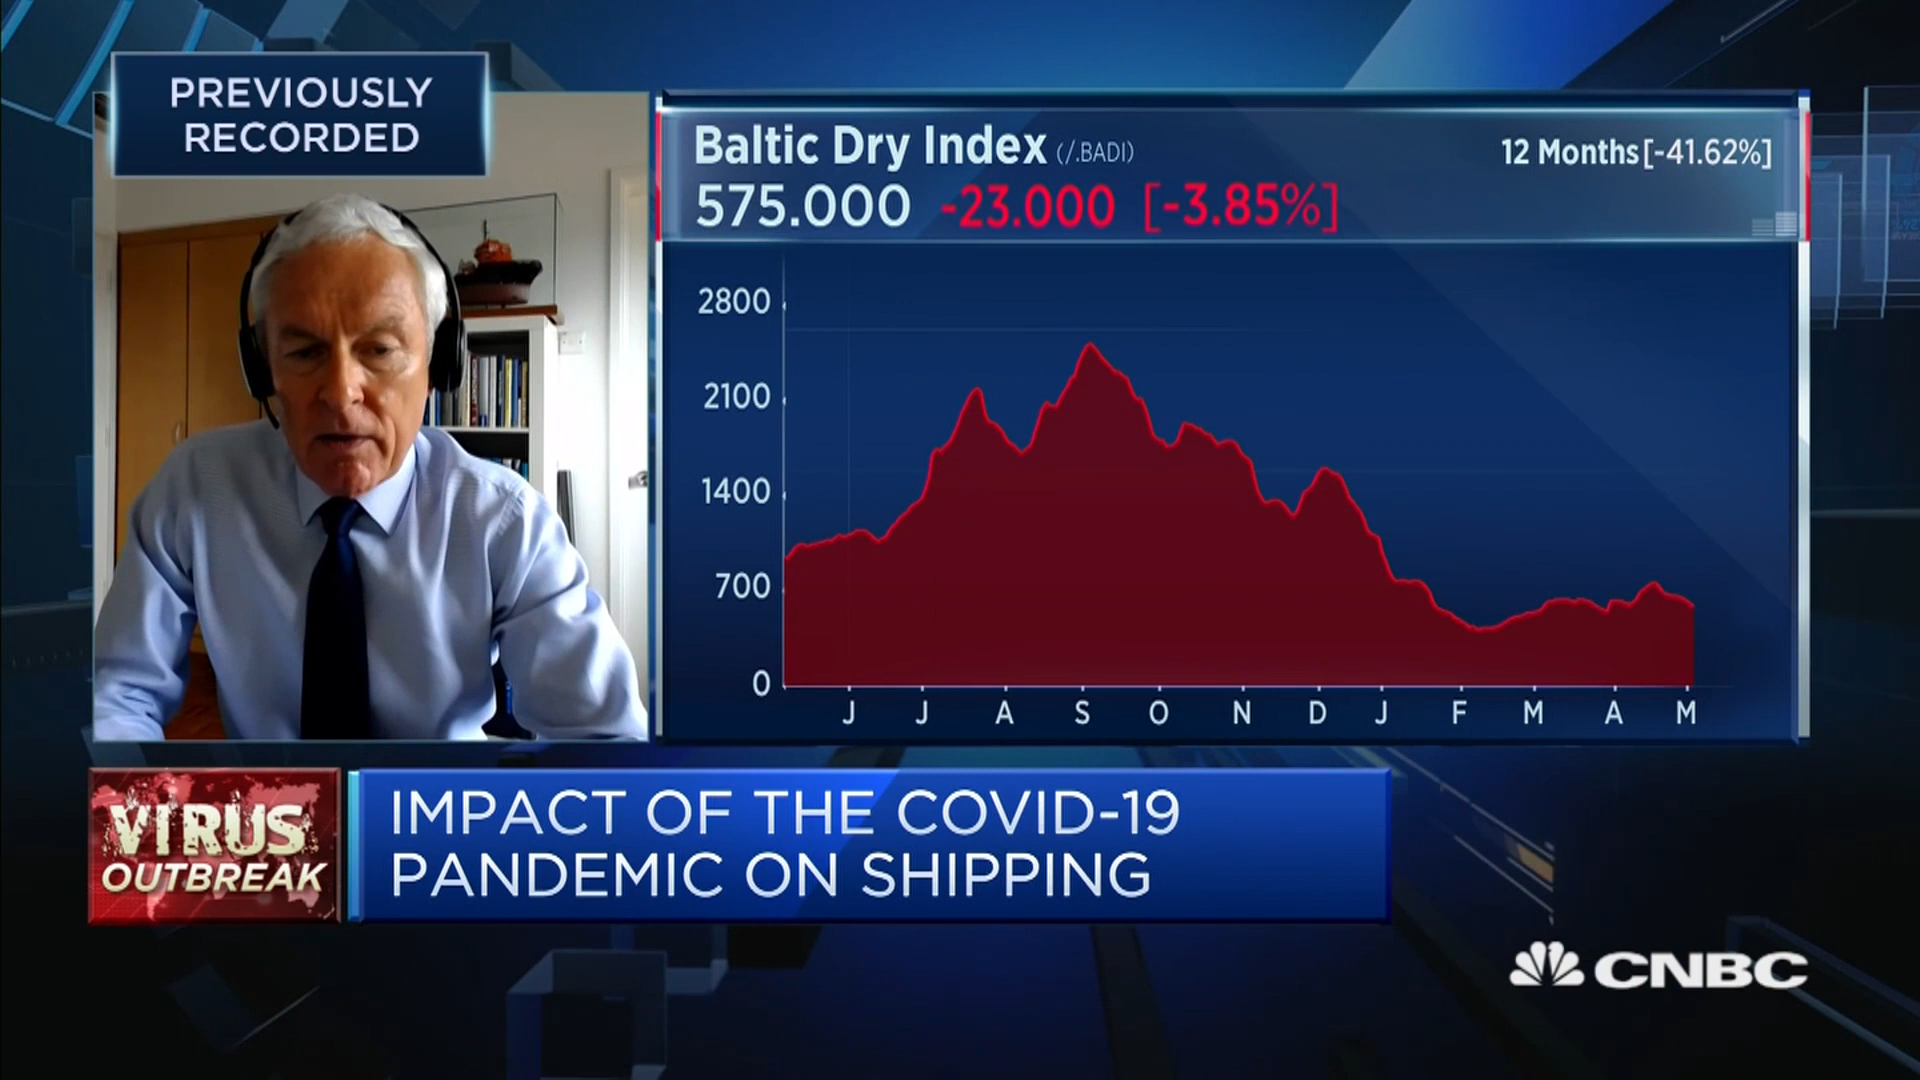 PREVIOUSLY
RECORDED
Baltic Dry Index (/.BADI)
12 Months[-41.62%]
575.000 -23.000 [-3.85%]
2800
2100
1400
700
0
J J A S O N D J F M A M
VIRUS
OUTBREAK
IMPACT OF THE COVID-19
PANDEMIC ON SHIPPING
CNBC